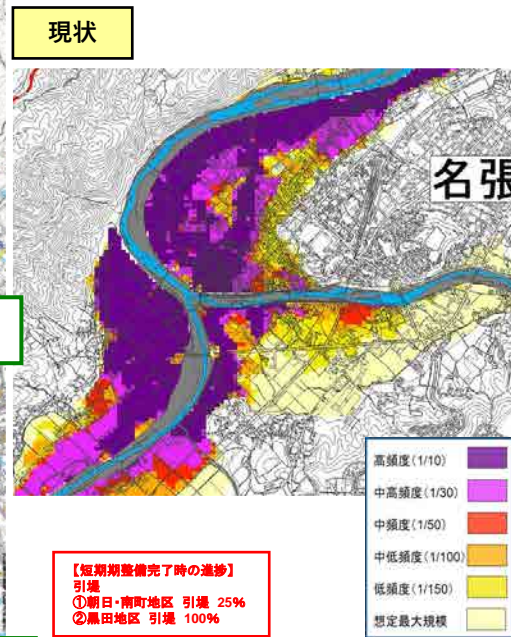 現状
名張
高頻度(1/10)
中高頻度(1/30)
中頻度(1/50)
中低頻度(1/100)
低頻度(1/150)
想定最大規模
【短期整備完了時の進捗】
引堤
①朝日・南町地区 引堤 25%
②黒田地区 引堤 100%